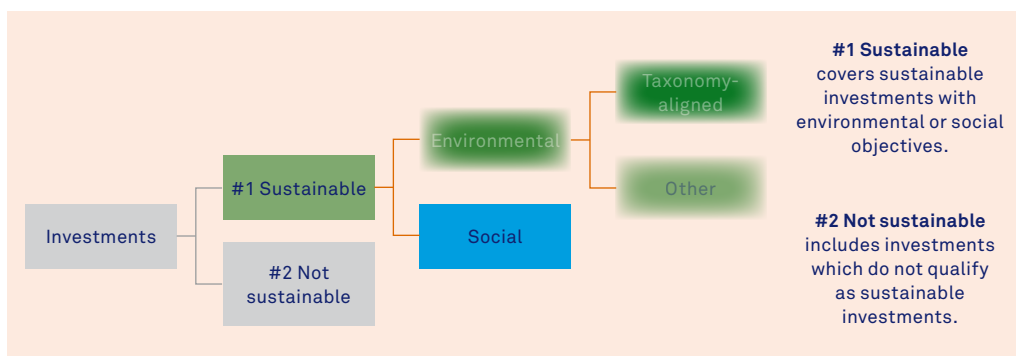 Investments
#1 Sustainable
#2 Not
sustainable
Environmental
Social
Taxonomy-
aligned
Other
#1 Sustainable
covers sustainable
investments with
environmental or social
objectives.
#2 Not sustainable
includes investments
which do not qualify
as sustainable
investments.